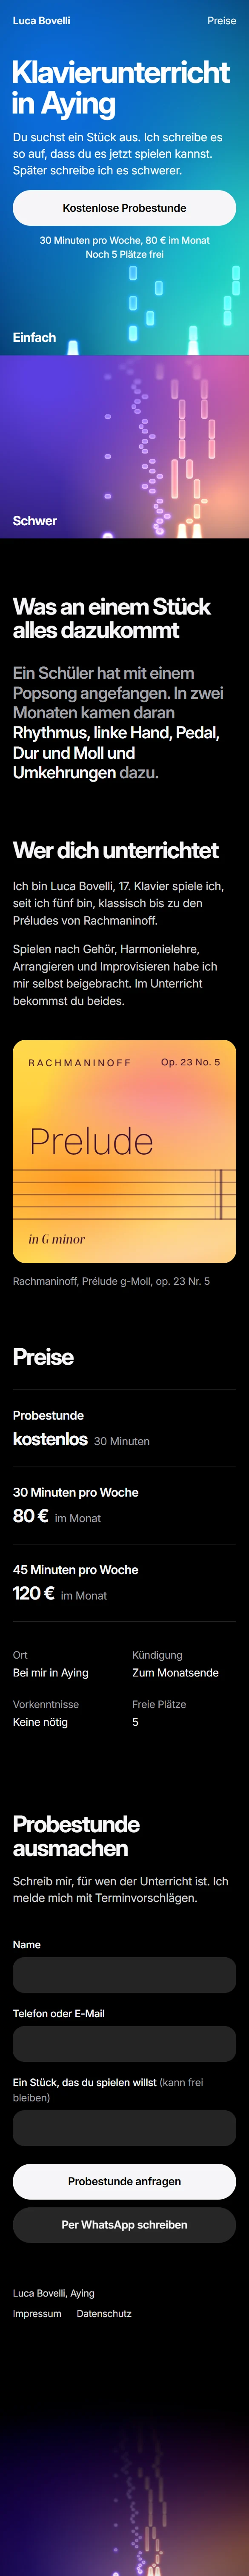 Luca Bovelli
Preise
Klavierunterricht
in Aying
Du suchst ein Stück aus. Ich schreibe es
so auf, dass du es jetzt spielen kannst.
Später schreibe ich es schwerer.
Kostenlose Probestunde
30 Minuten pro Woche, 80 € im Monat
Noch 5 Plätze frei
Einfach
Schwer
Was an einem Stück
alles dazukommt
Ein Schüler hat mit einem
Popsong angefangen. In zwei
Monaten kamen daran
Rhythmus, linke Hand, Pedal,
Dur und Moll und
Umkehrungen dazu.
Wer dich unterrichtet
Ich bin Luca Bovelli, 17. Klavier spiele ich,
seit ich fünf bin, klassisch bis zu den
Préludes von Rachmaninoff.
Spielen nach Gehör, Harmonielehre,
Arrangieren und Improvisieren habe ich
mir selbst beigebracht. Im Unterricht
bekommst du beides.
RACHMANINOFF
Op. 23 No. 5
Prelude
in G minor
Rachmaninoff, Prélude g-Moll, op. 23 Nr. 5
Preise
Probestunde
kostenlos 30 Minuten
30 Minuten pro Woche
80 € im Monat
45 Minuten pro Woche
120 € im Monat
Ort
Bei mir in Aying
Kündigung
Zum Monatsende
Vorkenntnisse
Keine nötig
Freie Plätze
5
Probestunde
ausmachen
Schreib mir, für wen der Unterricht ist. Ich
melde mich mit Terminvorschlägen.
Name
Telefon oder E-Mail
Ein Stück, das du spielen willst (kann frei
bleiben)
Probestunde anfragen
Per WhatsApp schreiben
Luca Bovelli, Aying
Impressum
Datenschutz